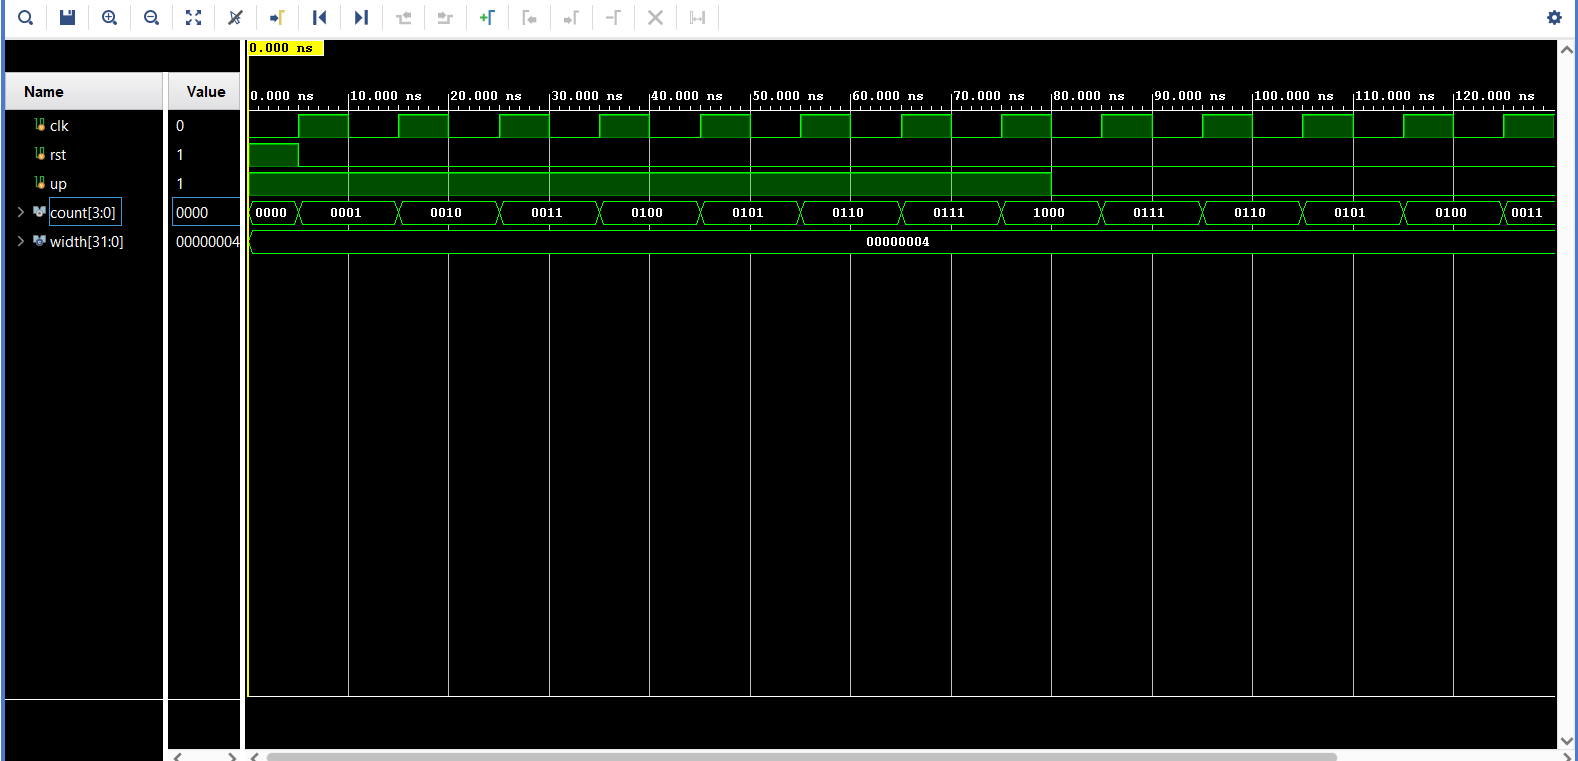 0.000 ns
Name Value
0.000 ns 10.000 ns 20.000 ns 30.000 ns 40.000 ns 50.000 ns 60.000 ns 70.000 ns 80.000 ns 90.000 ns 100.000 ns 110.000 ns 120.000 ns
clk 0
rst 1
up 1
count[3:0] 0000 0000 0001 0010 0011 0100 0101 0110 0111 1000 0111 0110 0101 0100 0011
width[31:0] 00000004 00000004